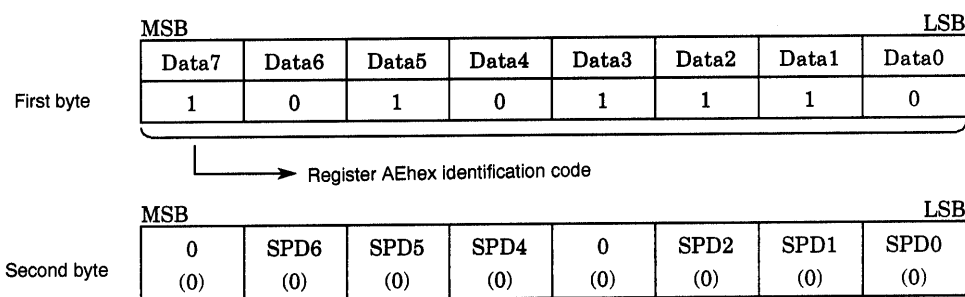 MSB LSB
Data7 Data6 Data5 Data4 Data3 Data2 Data1 Data0
First byte 1 0 1 0 1 1 1 0
Register AEhex identification code
MSB LSB
0 SPD6 SPD5 SPD4 0 SPD2 SPD1 SPD0
Second byte
(0) (0) (0) (0) (0) (0) (0) (0)